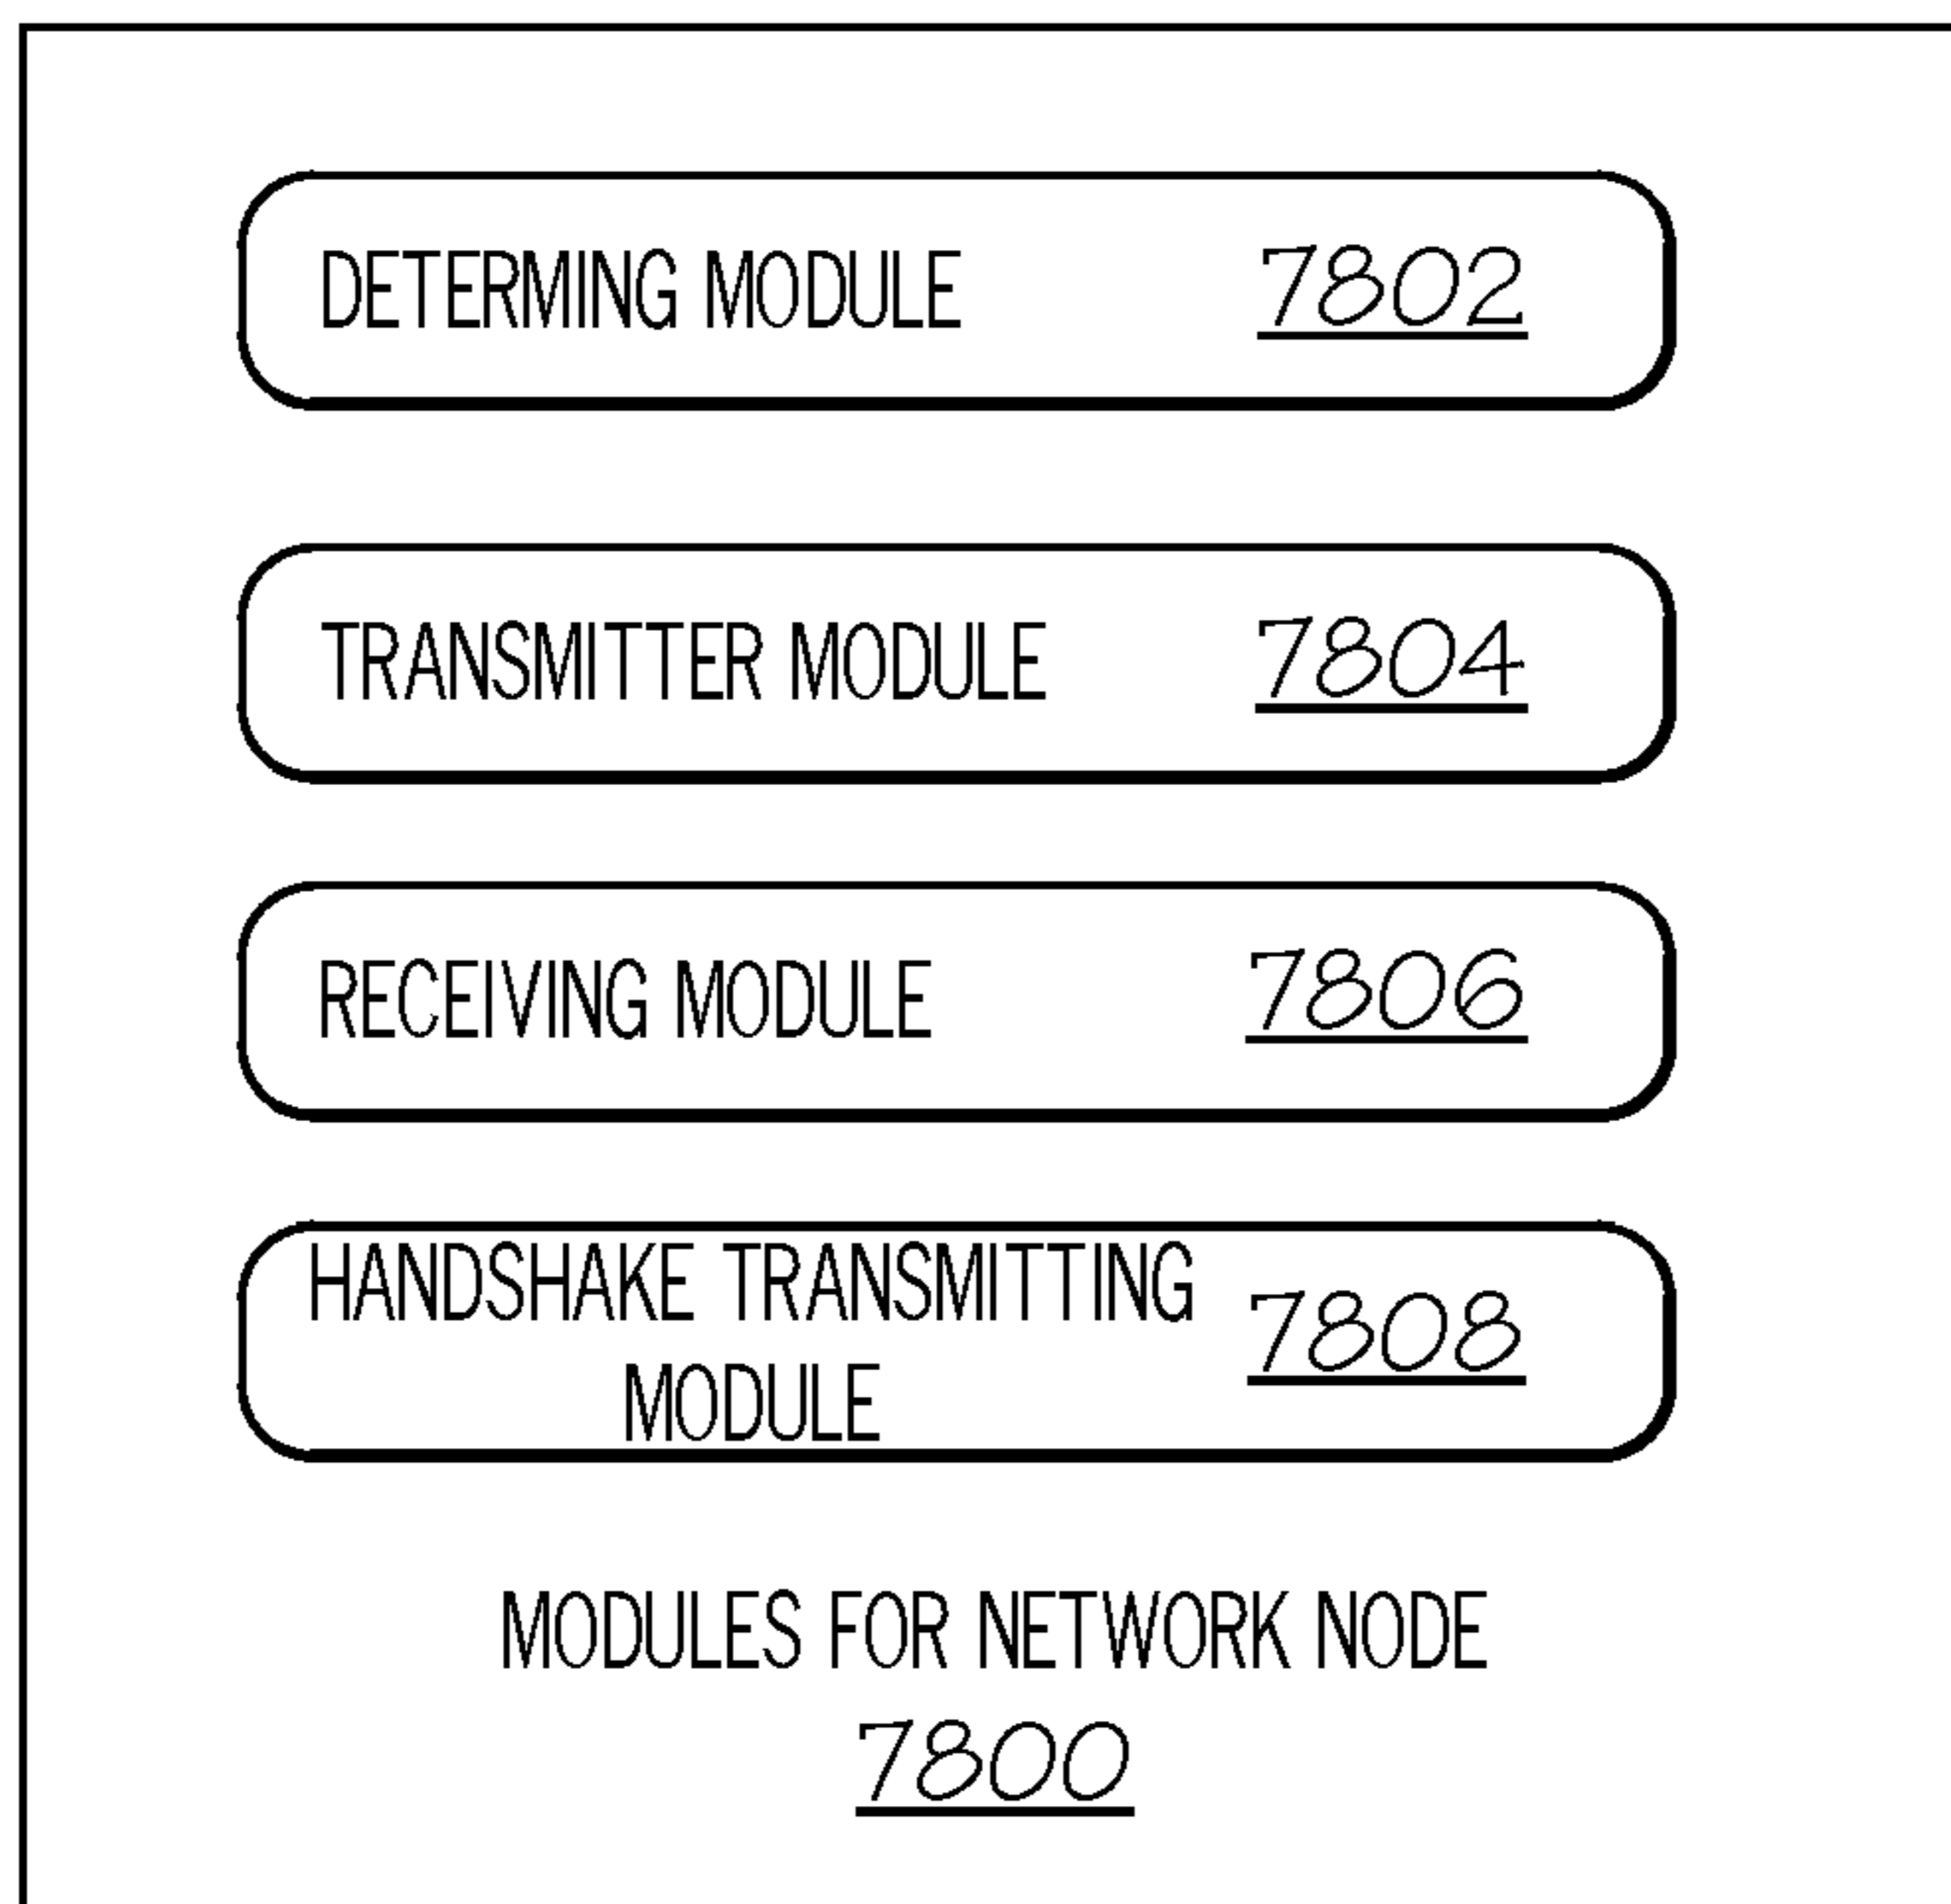 DETERMING MODULE 7802
TRANSMITTER MODULE 7804
RECEIVING MODULE 7806
HANDSHAKE TRANSMITTING
MODULE 7808
MODULES FOR NETWORK NODE
7800